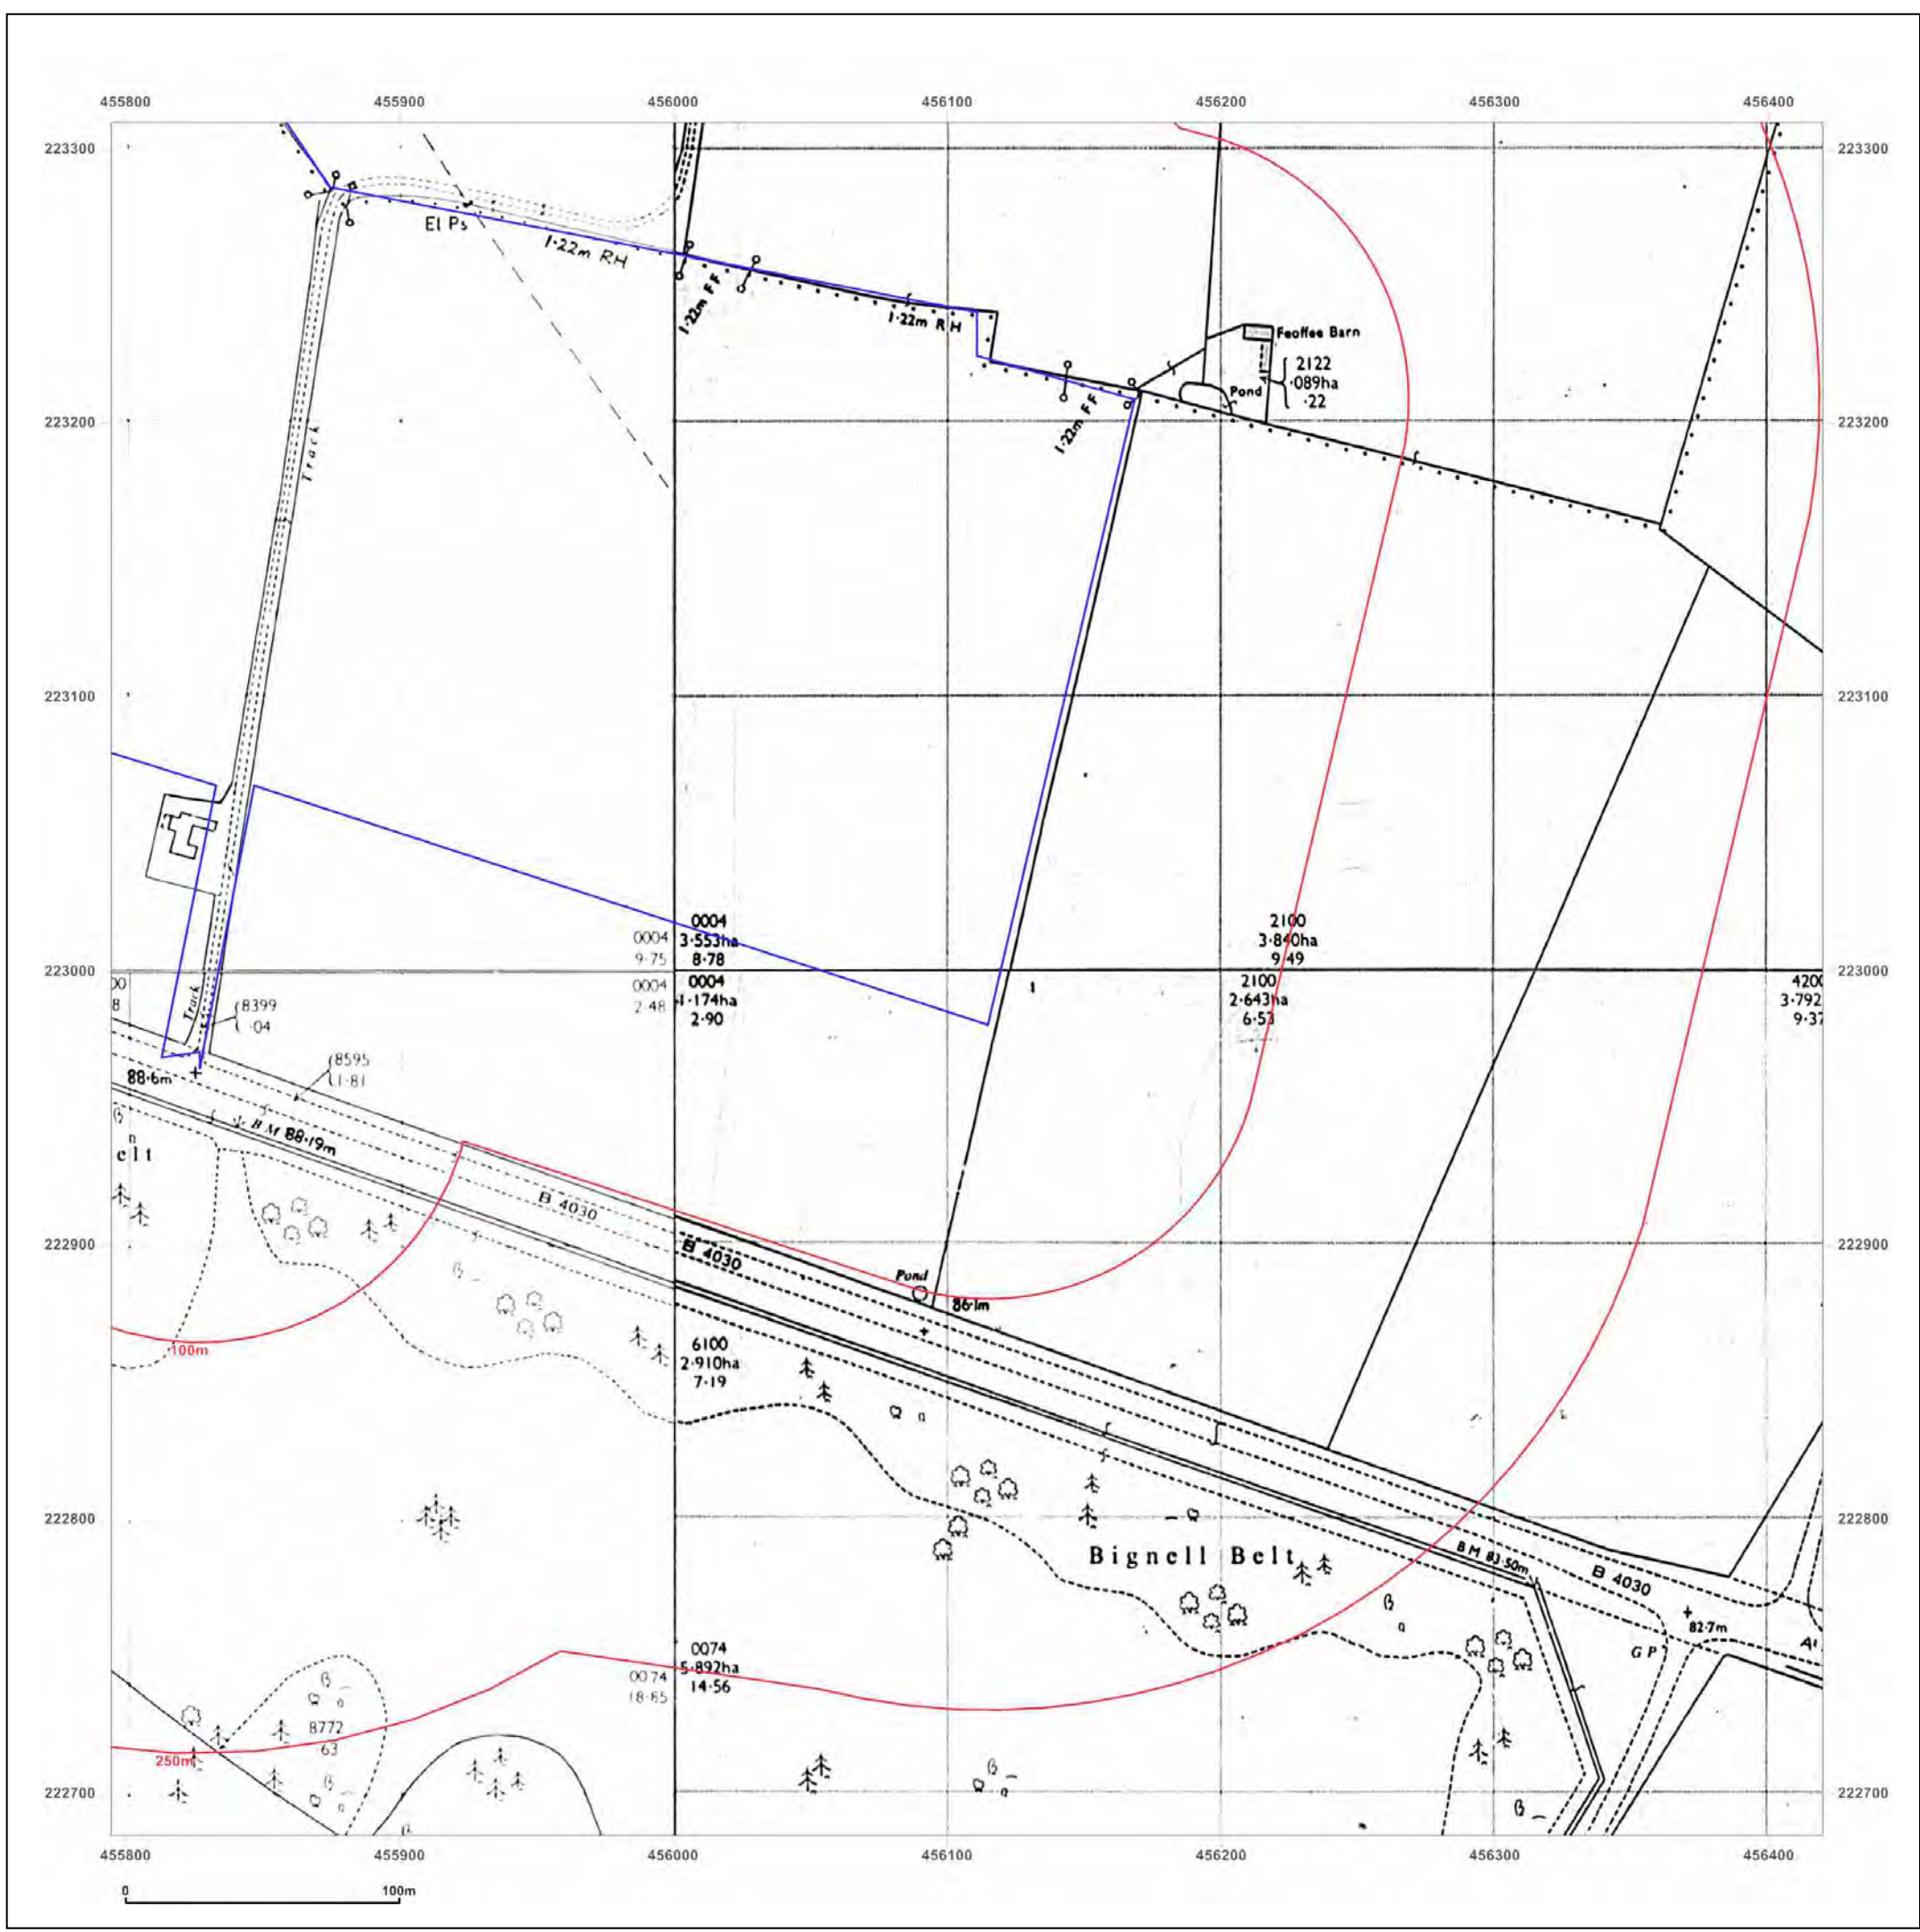 455800 455900 456000 456100 456200 456300 456400
223300 223300
El Ps
1·22m RH
1·22m FF
1·22m RH
Feoffee Barn
2122
·089ha
·22
Pond
1·22m FF
223200 223200
Track
223100 223100
0004
3·553ha
8·78
0004
9·75
2100
3·840ha
9·49
223000 223000
0004
1·174ha
2·90
0004
2·48
2100
2·643ha
6·53
4200
3·792
9·37
Track
8399
·04
8595
1·81
88·6m
BM 88·19m
elt
B 4030
222900 222900
B 4030
Pond
86·1m
100m
6100
2·910ha
7·19
222800 222800
Bignell Belt
BM 83·50m
B 4030
82·7m
GP
0074
5·892ha
14·56
0074
18·65
8772
·63
250m
222700 222700
455800 455900 456000 456100 456200 456300 456400
0 100m